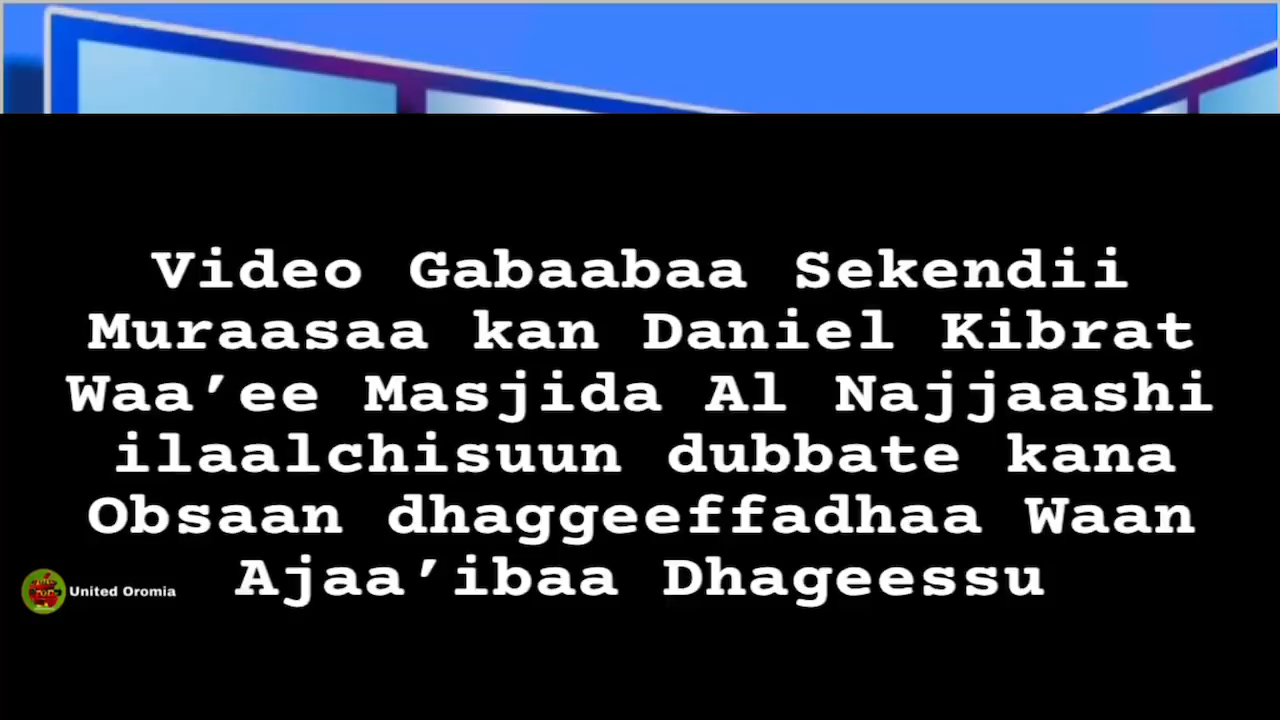 Video Gabaabaa Sekendii
Muraasaa kan Daniel Kibrat
Waa’ee Masjida Al Najjaashi
ilaalchisuun dubbate kana
Obsaan dhaggeeffadhaa Waan
Ajaa’ibaa Dhageessu
United Oromia